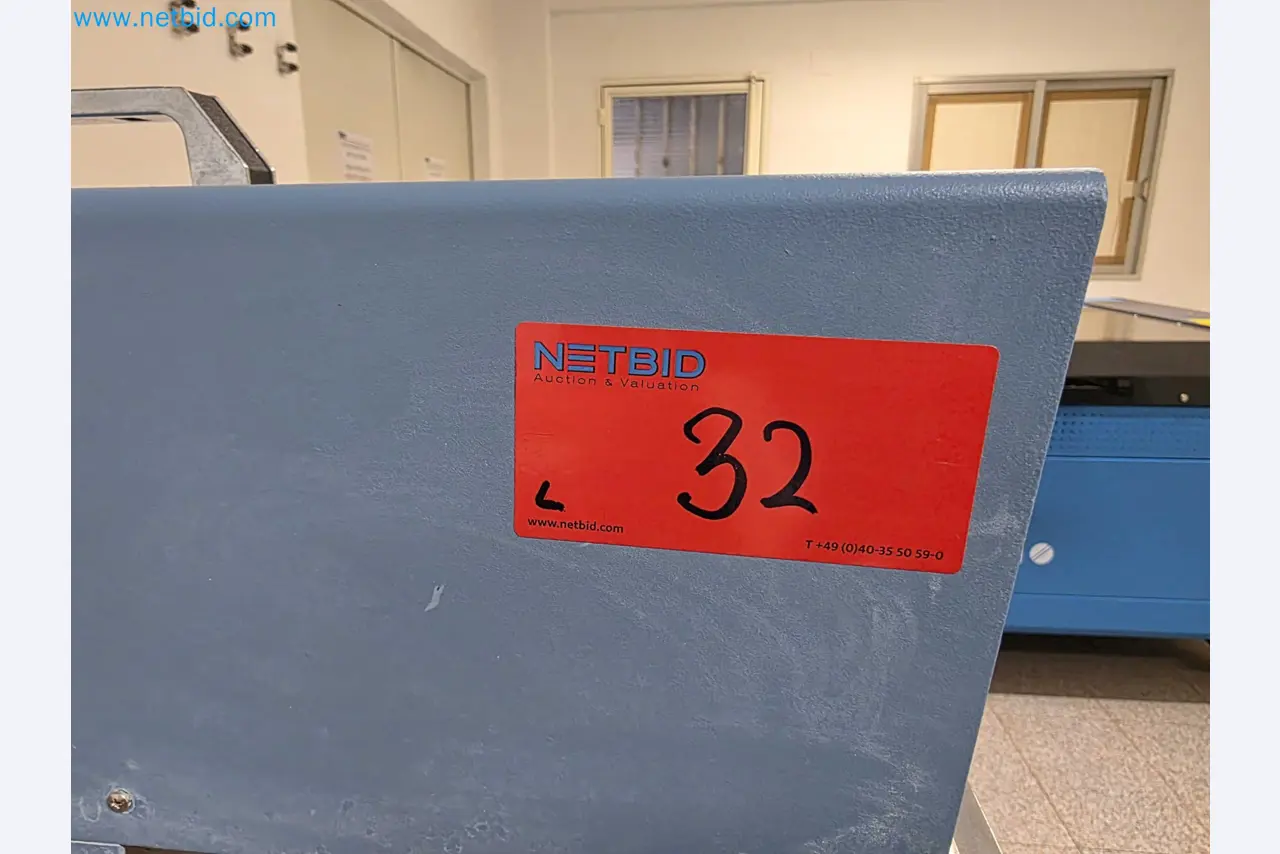 www.netbid.com
NETBID
Auction & Valuation
32
L
www.netbid.com
T +49 (0)40-35 50 59-0